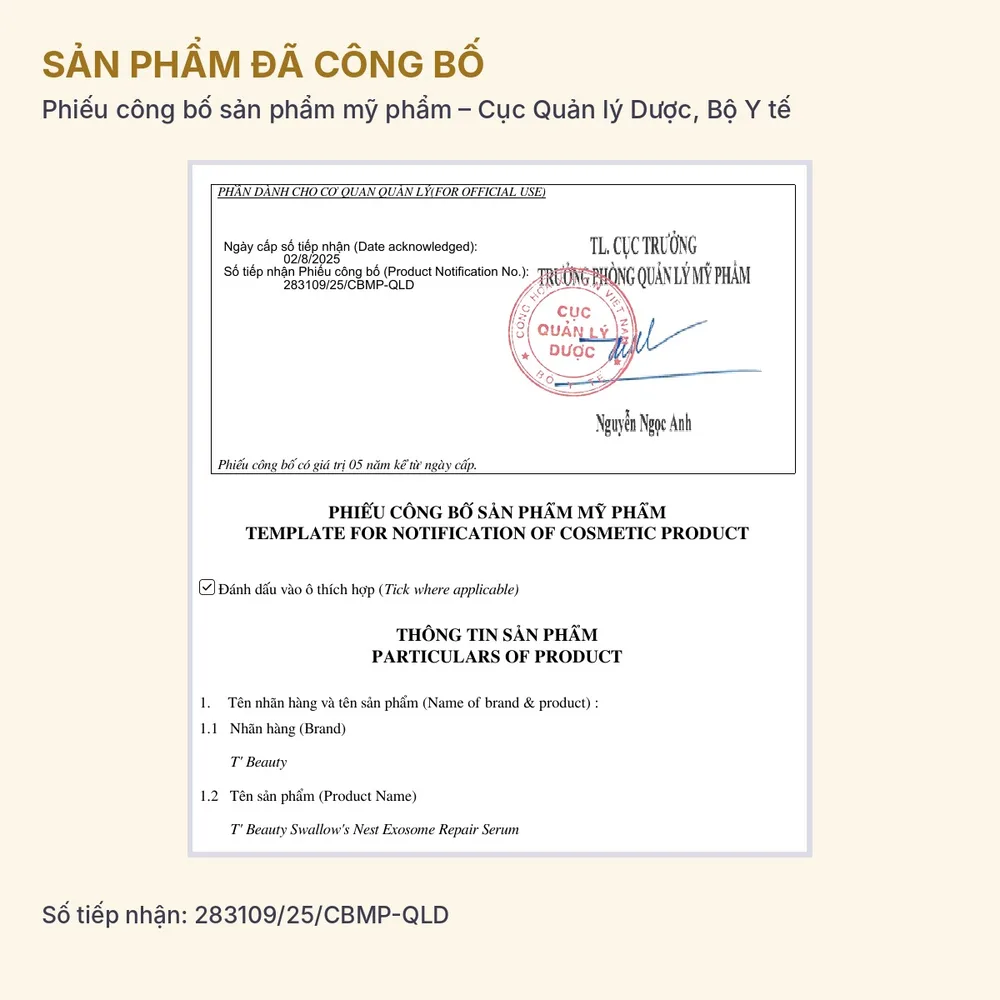 SẢN PHẨM ĐÃ CÔNG BỐ
Phiếu công bố sản phẩm mỹ phẩm – Cục Quản lý Dược, Bộ Y tế
PHẦN DÀNH CHO CƠ QUAN QUẢN LÝ(FOR OFFICIAL USE)
Ngày cấp số tiếp nhận (Date acknowledged):
02/8/2025
Số tiếp nhận Phiếu công bố (Product Notification No.):
283109/25/CBMP-QLD
TL. CỤC TRƯỞNG
TRƯỞNG PHÒNG QUẢN LÝ MỸ PHẨM
CỤC
QUẢN LÝ
DƯỢC
BỘ Y TẾ
Nguyễn Ngọc Anh
Phiếu công bố có giá trị 05 năm kể từ ngày cấp.
PHIẾU CÔNG BỐ SẢN PHẨM MỸ PHẨM
TEMPLATE FOR NOTIFICATION OF COSMETIC PRODUCT
Đánh dấu vào ô thích hợp (Tick where applicable)
THÔNG TIN SẢN PHẨM
PARTICULARS OF PRODUCT
1. Tên nhãn hàng và tên sản phẩm (Name of brand & product) :
1.1 Nhãn hàng (Brand)
T' Beauty
1.2 Tên sản phẩm (Product Name)
T' Beauty Swallow's Nest Exosome Repair Serum
Số tiếp nhận: 283109/25/CBMP-QLD